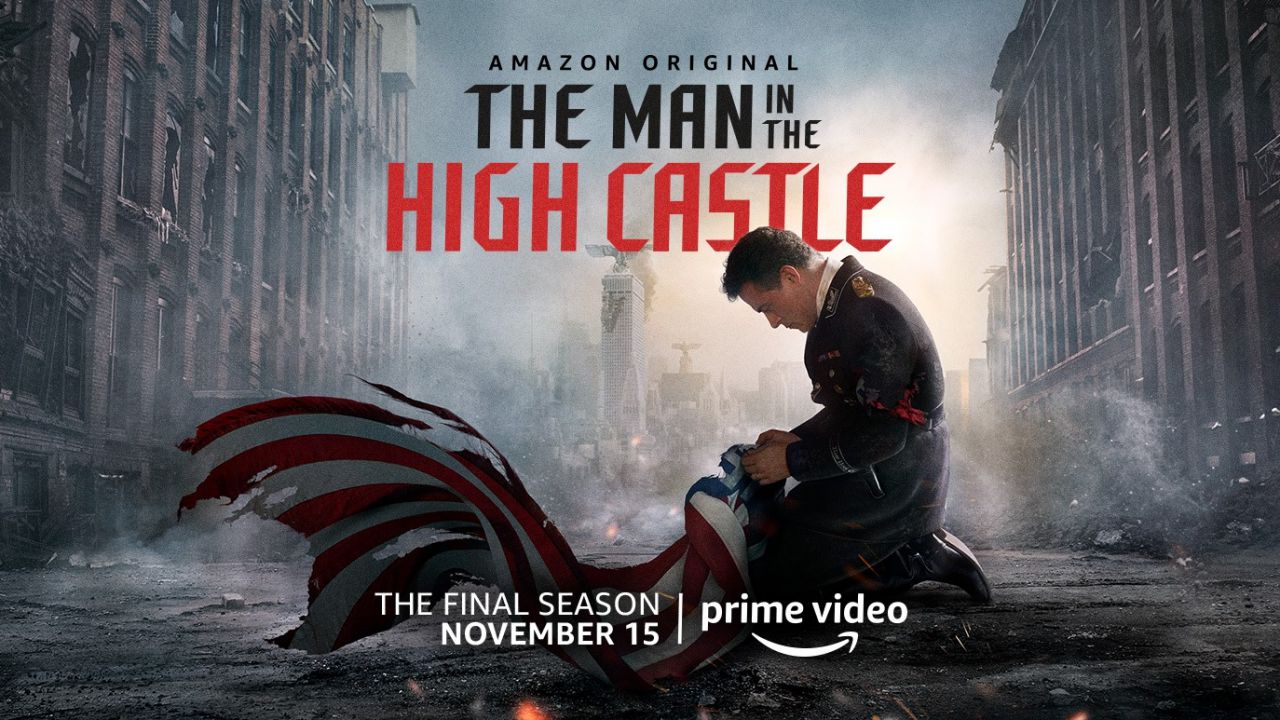 AMAZON ORIGINAL
THE MAN IN THE
HIGH CASTLE
THE FINAL SEASON
NOVEMBER 15
prime video